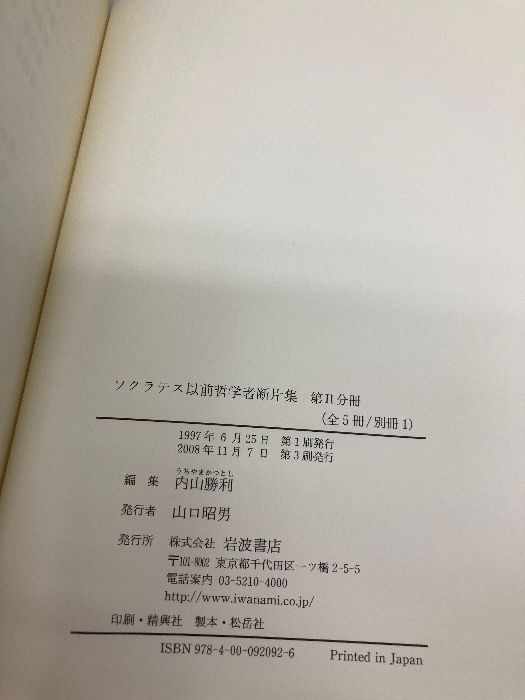 ソクラテス以前哲学者断片集 第II分冊
(全5冊/別冊1)
1997年6月25日 第1刷発行
2008年11月7日 第3刷発行
うちやまかつとし
編集 内山勝利
発行者 山口昭男
発行所 株式会社 岩波書店
〒101-8002 東京都千代田区一ツ橋2-5-5
電話案内 03-5210-4000
http://www.iwanami.co.jp/
印刷・精興社 製本・松岳社
ISBN 978-4-00-092092-6 Printed in Japan